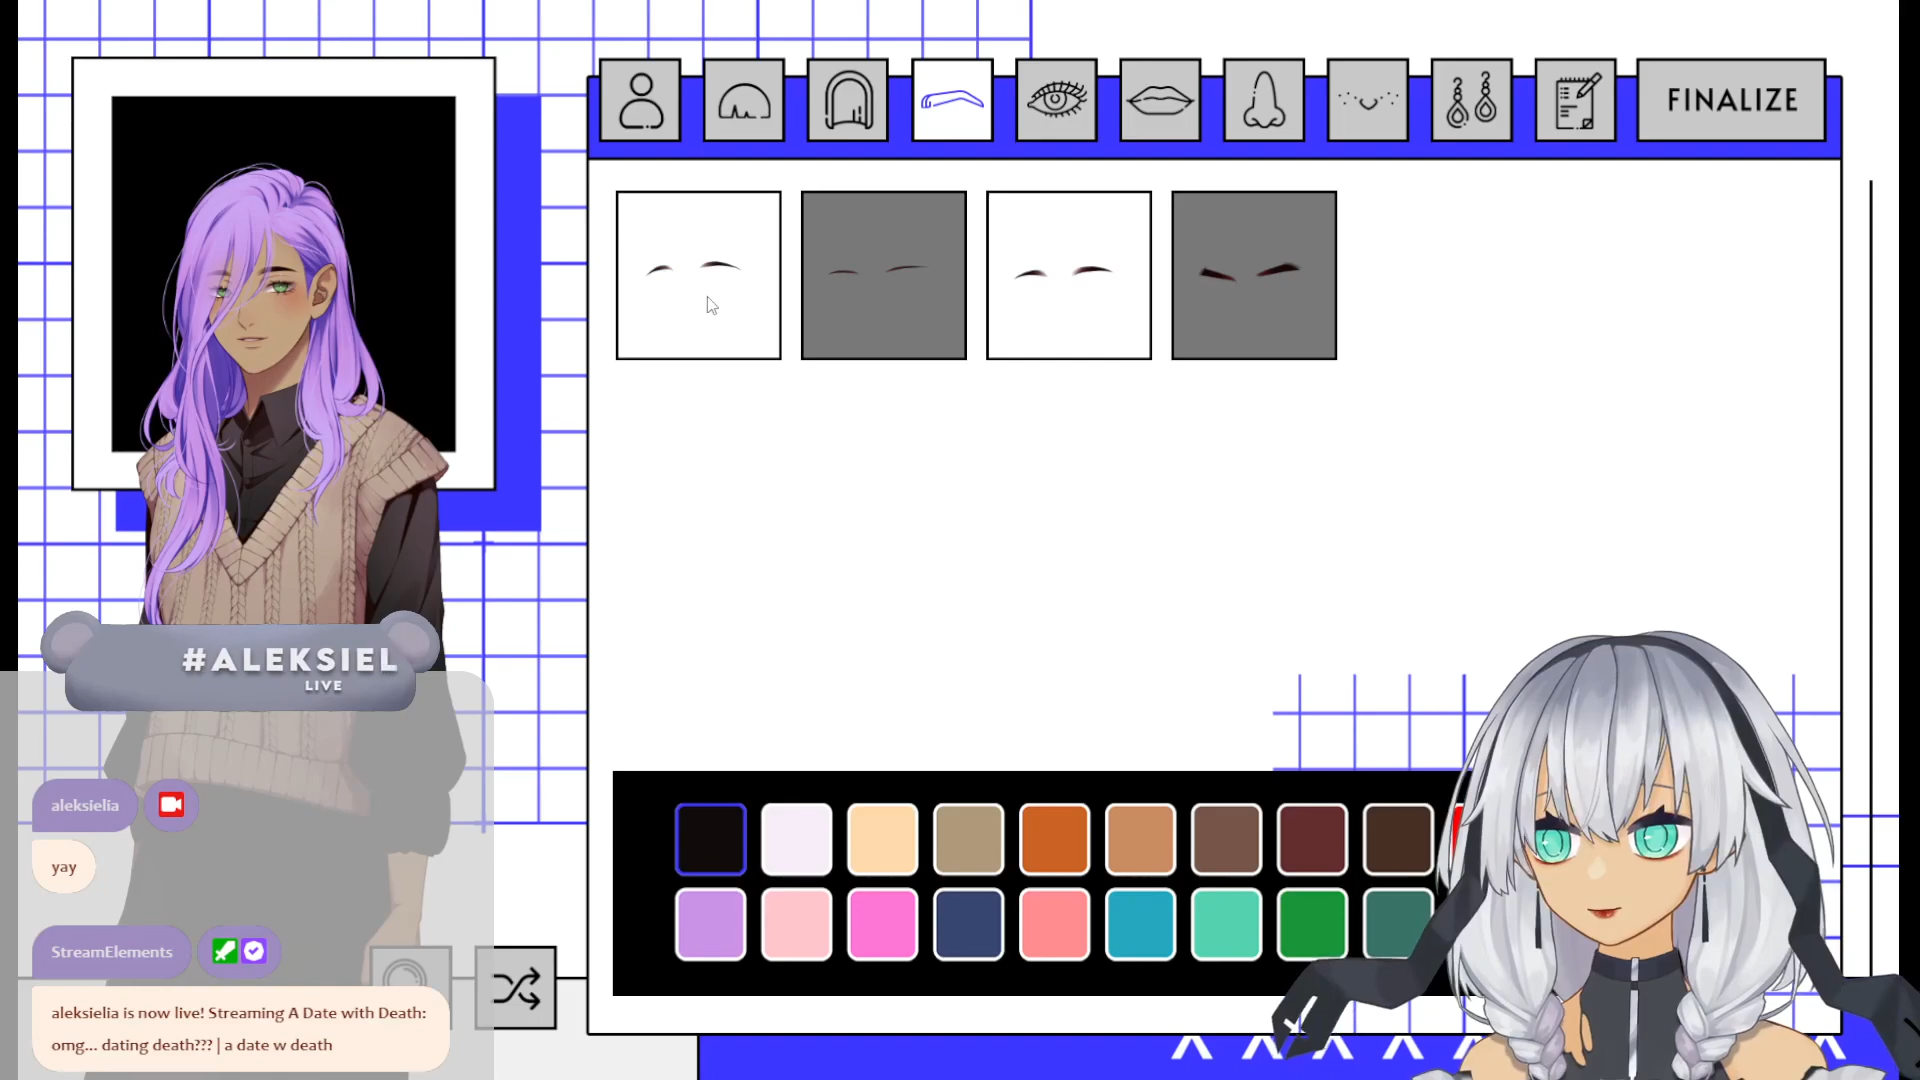 FINALIZE
#ALEKSIEL
LIVE
aleksielia
yay
StreamElements
aleksielia is now live! Streaming A Date with Death:
omg... dating death??? | a date w death